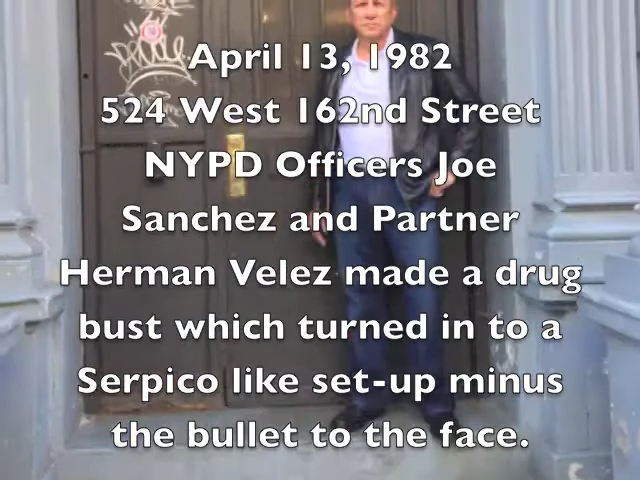 April 13, 1982
524 West 162nd Street
NYPD Officers Joe
Sanchez and Partner
Herman Velez made a drug
bust which turned in to a
Serpico like set-up minus
the bullet to the face.